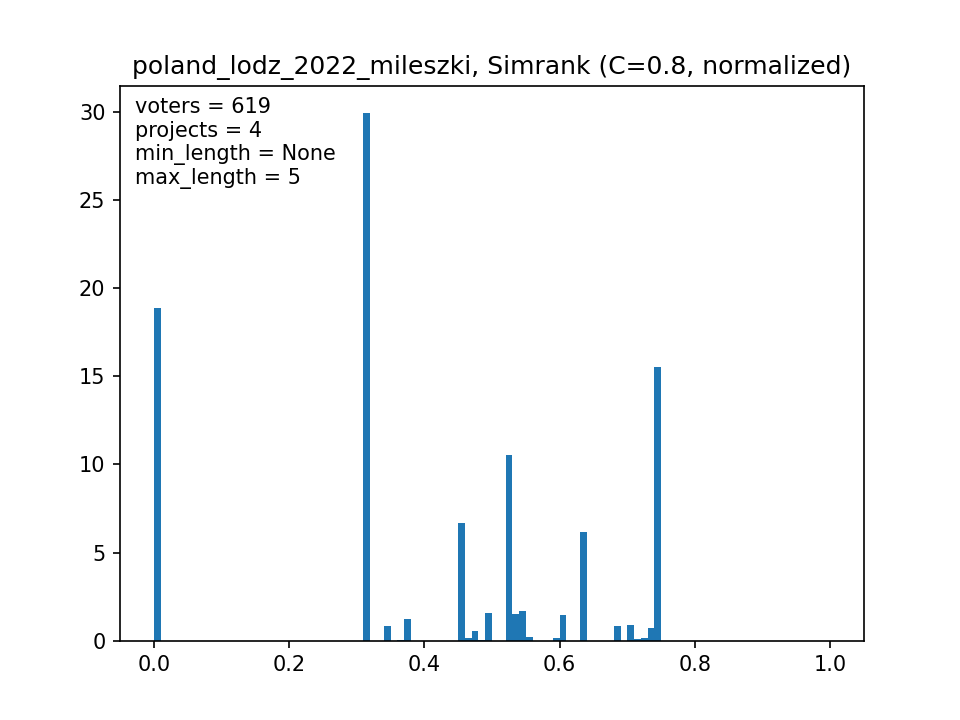 poland_lodz_2022_mileszki, Simrank (C=0.8, normalized)
voters = 619
projects = 4
min_length = None
max_length = 5
30
25
20
15
10
5
0
0.0 0.2 0.4 0.6 0.8 1.0